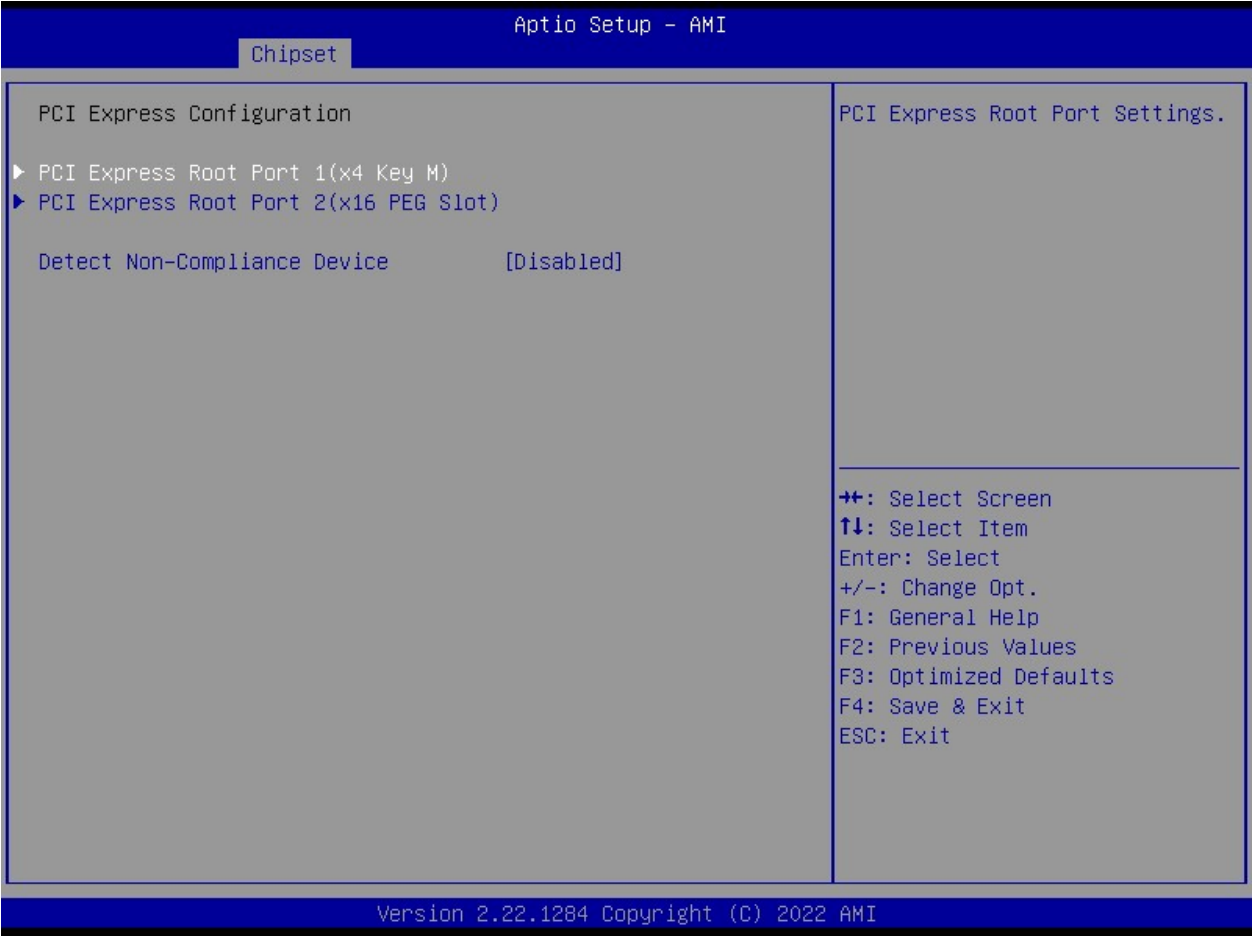 Aptio Setup – AMI
Chipset
PCI Express Configuration
▶ PCI Express Root Port 1(x4 Key M)
▶ PCI Express Root Port 2(x16 PEG Slot)
Detect Non-Compliance Device [Disabled]
PCI Express Root Port Settings.
→←: Select Screen
↑↓: Select Item
Enter: Select
+/-: Change Opt.
F1: General Help
F2: Previous Values
F3: Optimized Defaults
F4: Save & Exit
ESC: Exit
Version 2.22.1284 Copyright (C) 2022 AMI